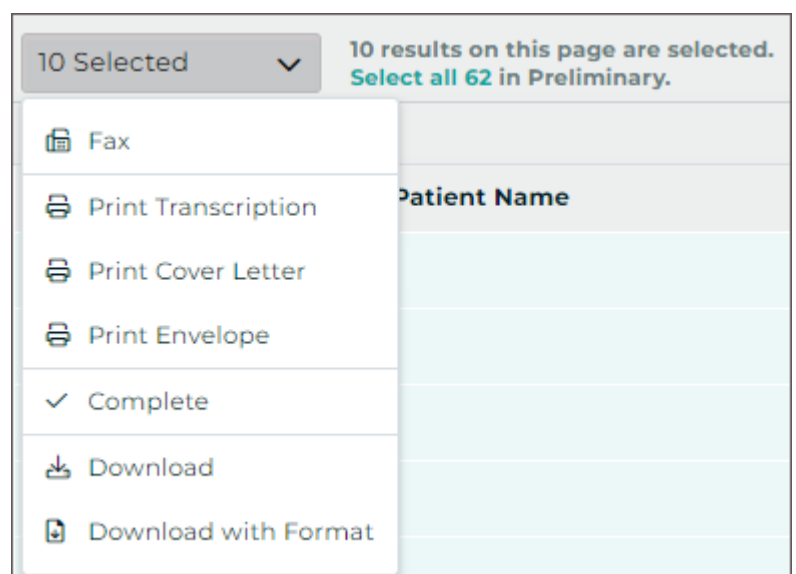 10 Selected
10 results on this page are selected.
Select all 62 in Preliminary.
Fax
Print Transcription
Patient Name
Print Cover Letter
Print Envelope
Complete
Download
Download with Format